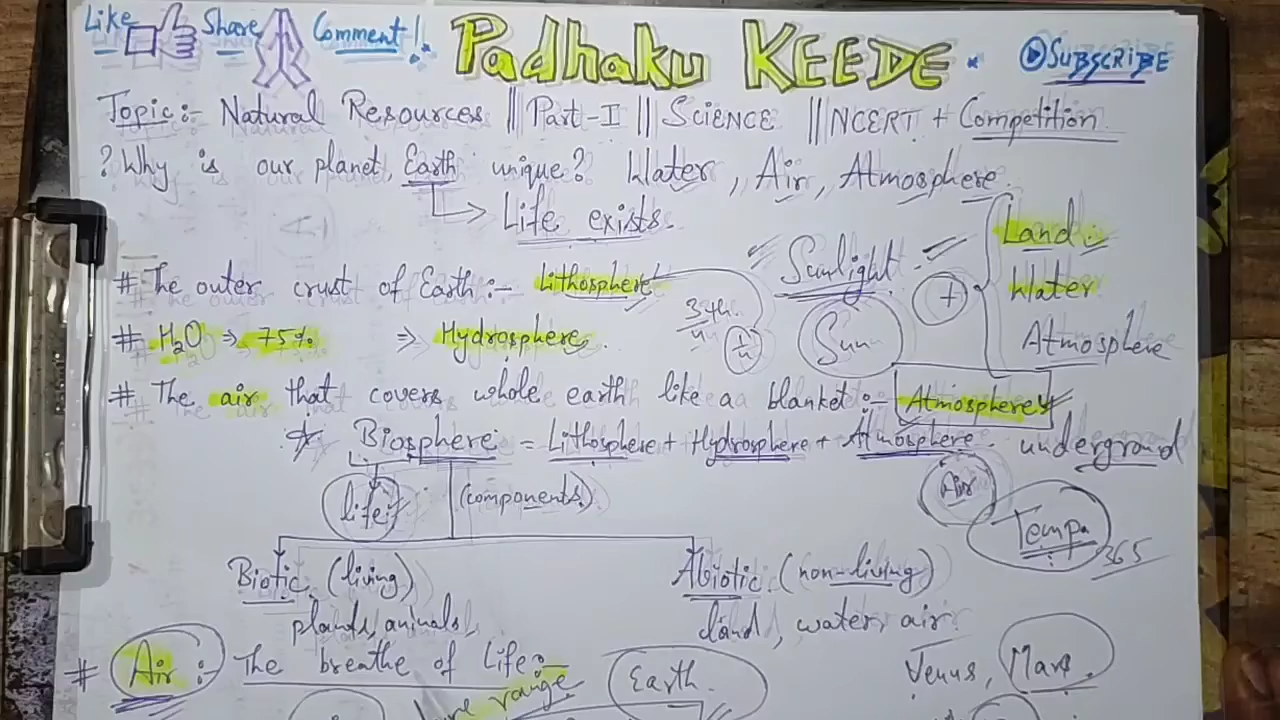 Like Share Comment!! Padhaku KEEDE SUBSCRIBE
Topic:- Natural Resources || Part-II || SCIENCE || NCERT + Competition
? Why is our planet, Earth unique? Water, Air, Atmosphere.
Life exists.
Sunlight
Land
Water
Atmosphere
+
# The outer crust of Earth:- Lithosphere
3/4th
Sun
# H₂O ⇒ 75% ⇒ Hydrosphere
# The air that covers whole earth like a blanket:- Atmosphere
Biosphere = Lithosphere + Hydrosphere + Atmosphere underground
life (components) Air
Tempa
365
Biotic (living) Abiotic (non-living)
plants, animals, land, water, air
# Air:- The breathe of Life:- Earth Venus, Mars
range